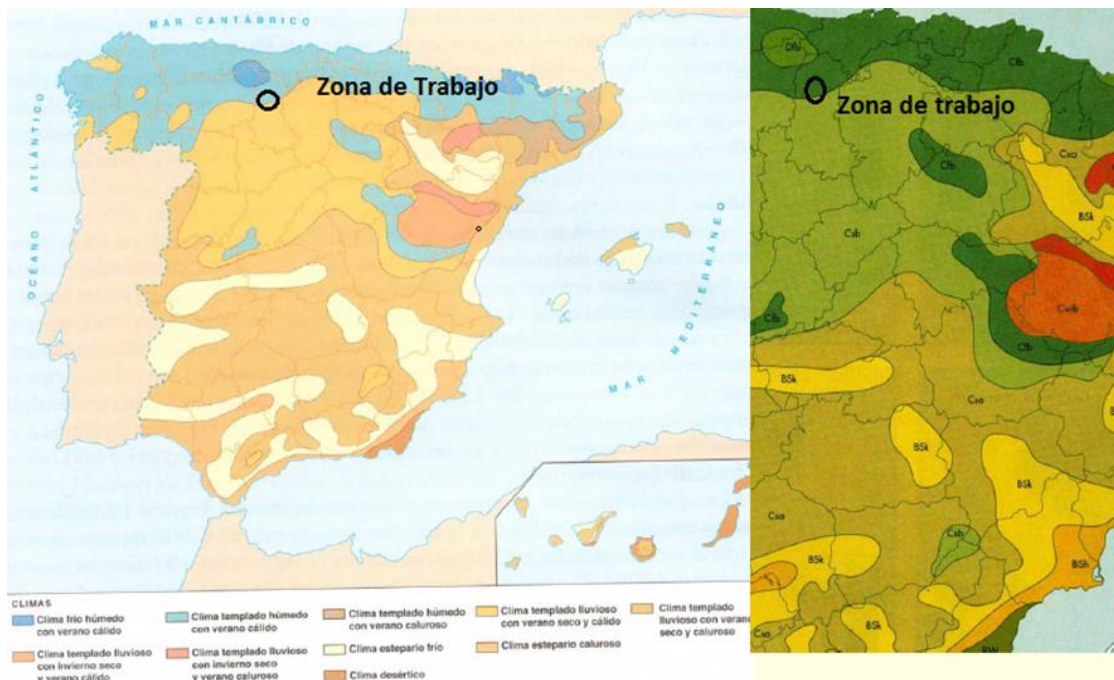 MAR CANTÁBRICO
Zona de Trabajo
OCÉANO ATLÁNTICO
MAR MEDITERRÁNEO
CLIMAS
Clima frío húmedo
con verano cálido
Clima templado húmedo
con verano cálido
Clima templado húmedo
con verano caluroso
Clima templado lluvioso
con verano seco y cálido
Clima templado
lluvioso con verano
seco y caluroso
Clima templado lluvioso
con invierno seco
y verano cálido
Clima templado lluvioso
con invierno seco
y verano caluroso
Clima estepario frío
Clima desértico
Clima estepario caluroso
Dfb
Cfb
Zona de trabajo
Cfb
Csa
BSk
Csb
Cwb
Cfb
Cfb
BSk
Csa
BSk
BSk
Csa
Csb
BSk
BSh
BSk